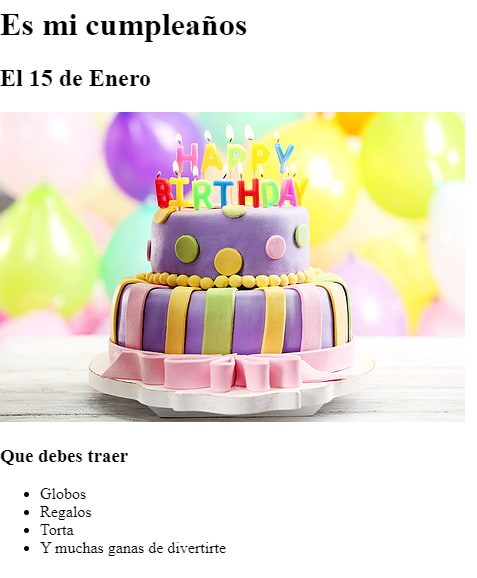 Es mi cumpleaños
El 15 de Enero
HAPPY
BIRTHDAY
Que debes traer
Globos
Regalos
Torta
Y muchas ganas de divertirte